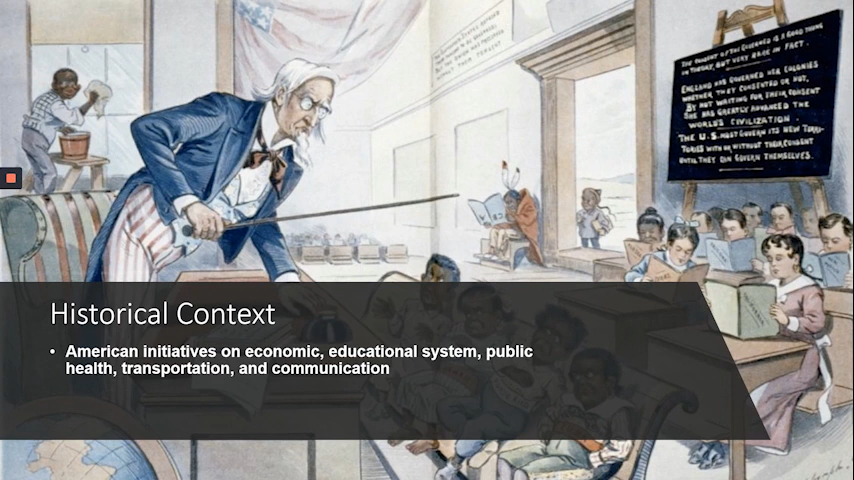 THE CONSENT OF THE GOVERNED IS A GOOD THING
IN THEORY, BUT VERY RARE IN FACT.
ENGLAND HAS GOVERNED HER COLONIES
WHETHER THEY CONSENTED OR NOT.
BY NOT WAITING FOR THEIR CONSENT
SHE HAS GREATLY ADVANCED THE
WORLD'S CIVILIZATION.
THE U.S. MUST GOVERN ITS NEW TERRI-
TORIES WITH OR WITHOUT THEIR CONSENT
UNTIL THEY CAN GOVERN THEMSELVES.
Historical Context
• American initiatives on economic, educational system, public
health, transportation, and communication